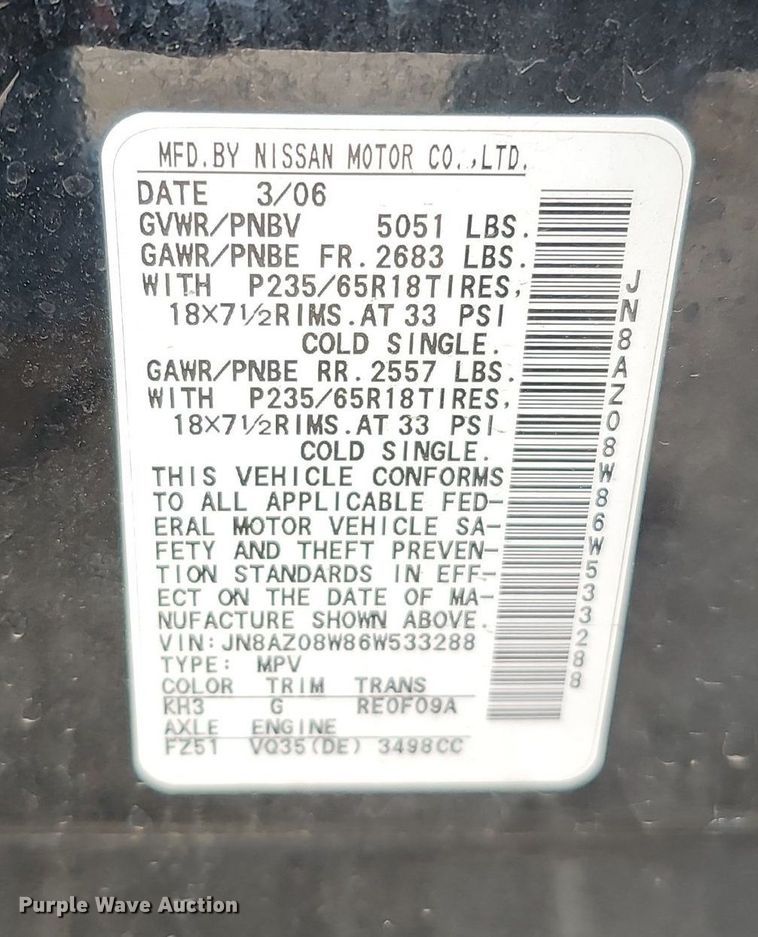 MFD.BY NISSAN MOTOR CO.,LTD.
DATE 3/06
GVWR/PNBV 5051 LBS.
GAWR/PNBE FR.2683 LBS.
WITH P235/65R18TIRES,
18X7½RIMS.AT 33 PSI
COLD SINGLE.
GAWR/PNBE RR.2557 LBS.
WITH P235/65R18TIRES,
18X7½RIMS.AT 33 PSI
COLD SINGLE.
THIS VEHICLE CONFORMS
TO ALL APPLICABLE FED-
ERAL MOTOR VEHICLE SA-
FETY AND THEFT PREVEN-
TION STANDARDS IN EFF-
ECT ON THE DATE OF MA-
NUFACTURE SHOWN ABOVE.
VIN:JN8AZ08W86W533288
TYPE: MPV
COLOR TRIM TRANS
KH3 G RE0F09A
AXLE ENGINE
FZ51 VQ35(DE) 3498CC
JN8AZ08W86W533288
Purple Wave Auction